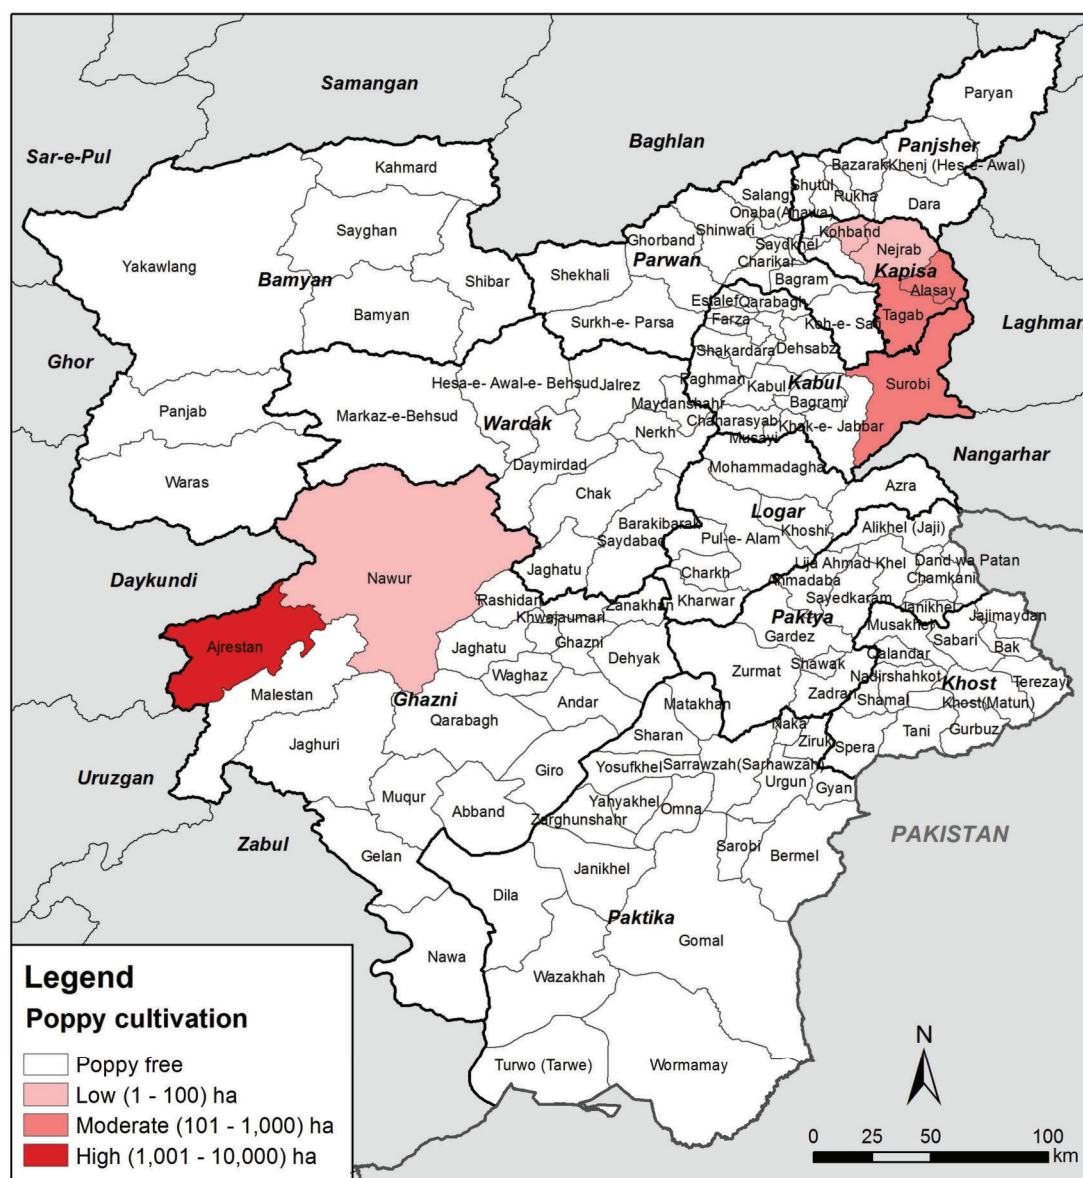 Samangan
Paryan
Baghlan
Sar-e-Pul
Panjsher
Kahmard
Bazarak
Khenj (Hes-e- Awal)
Salang
Shutul
Rukha
Dara
Onaba(Anawa)
Sayghan
Shinwari
Kohband
Ghorband
Saydkhel
Nejrab
Yakawlang
Parwan
Charikar
Kapisa
Bamyan
Shibar
Shekhali
Bagram
Alasay
Estalef
Qarabagh
Bamyan
Tagab
Laghman
Surkh-e- Parsa
Farza
Koh-e- Safi
Ghor
Shakardara
Dehsabz
Hesa-e- Awal-e- Behsud
Jalrez
Paghman
Kabul
Kabul
Surobi
Panjab
Markaz-e-Behsud
Maydanshahr
Bagrami
Wardak
Chaharasyab
Khak-e- Jabbar
Nerkh
Musayi
Nangarhar
Daymirdad
Mohammadagha
Waras
Azra
Chak
Logar
Barakibarak
Khoshi
Alikhel (Jaji)
Saydabad
Pul-e- Alam
Daykundi
Nawur
Jaghatu
Charkh
Lija Ahmad Khel
Dand wa Patan
Ahmadaba
Chamkani
Rashidan
Zanakhan
Kharwar
Sayedkaram
Janikhel
Khwajaumari
Paktya
Musakhel
Jajimaydan
Ajrestan
Jaghatu
Ghazni
Gardez
Sabari
Bak
Dehyak
Qalandar
Waghaz
Zurmat
Shawak
Nadirshahkot
Khost
Terezay
Malestan
Ghazni
Andar
Matakhan
Zadran
Shamal
Khost(Matun)
Qarabagh
Naka
Tani
Gurbuz
Jaghuri
Sharan
Ziruk
Spera
Uruzgan
Giro
Yosufkhel
Sarrawzah(Sarhawzah)
Urgun
Gyan
Muqur
Abband
Yahyakhel
Omna
Zarghunshahr
PAKISTAN
Zabul
Gelan
Sarobi
Bermel
Janikhel
Dila
Paktika
Gomal
Nawa
Wazakhah
Turwo (Tarwe)
Wormamay
Legend
Poppy cultivation
Poppy free
Low (1 - 100) ha
Moderate (101 - 1,000) ha
High (1,001 - 10,000) ha
N
0 25 50 100
km